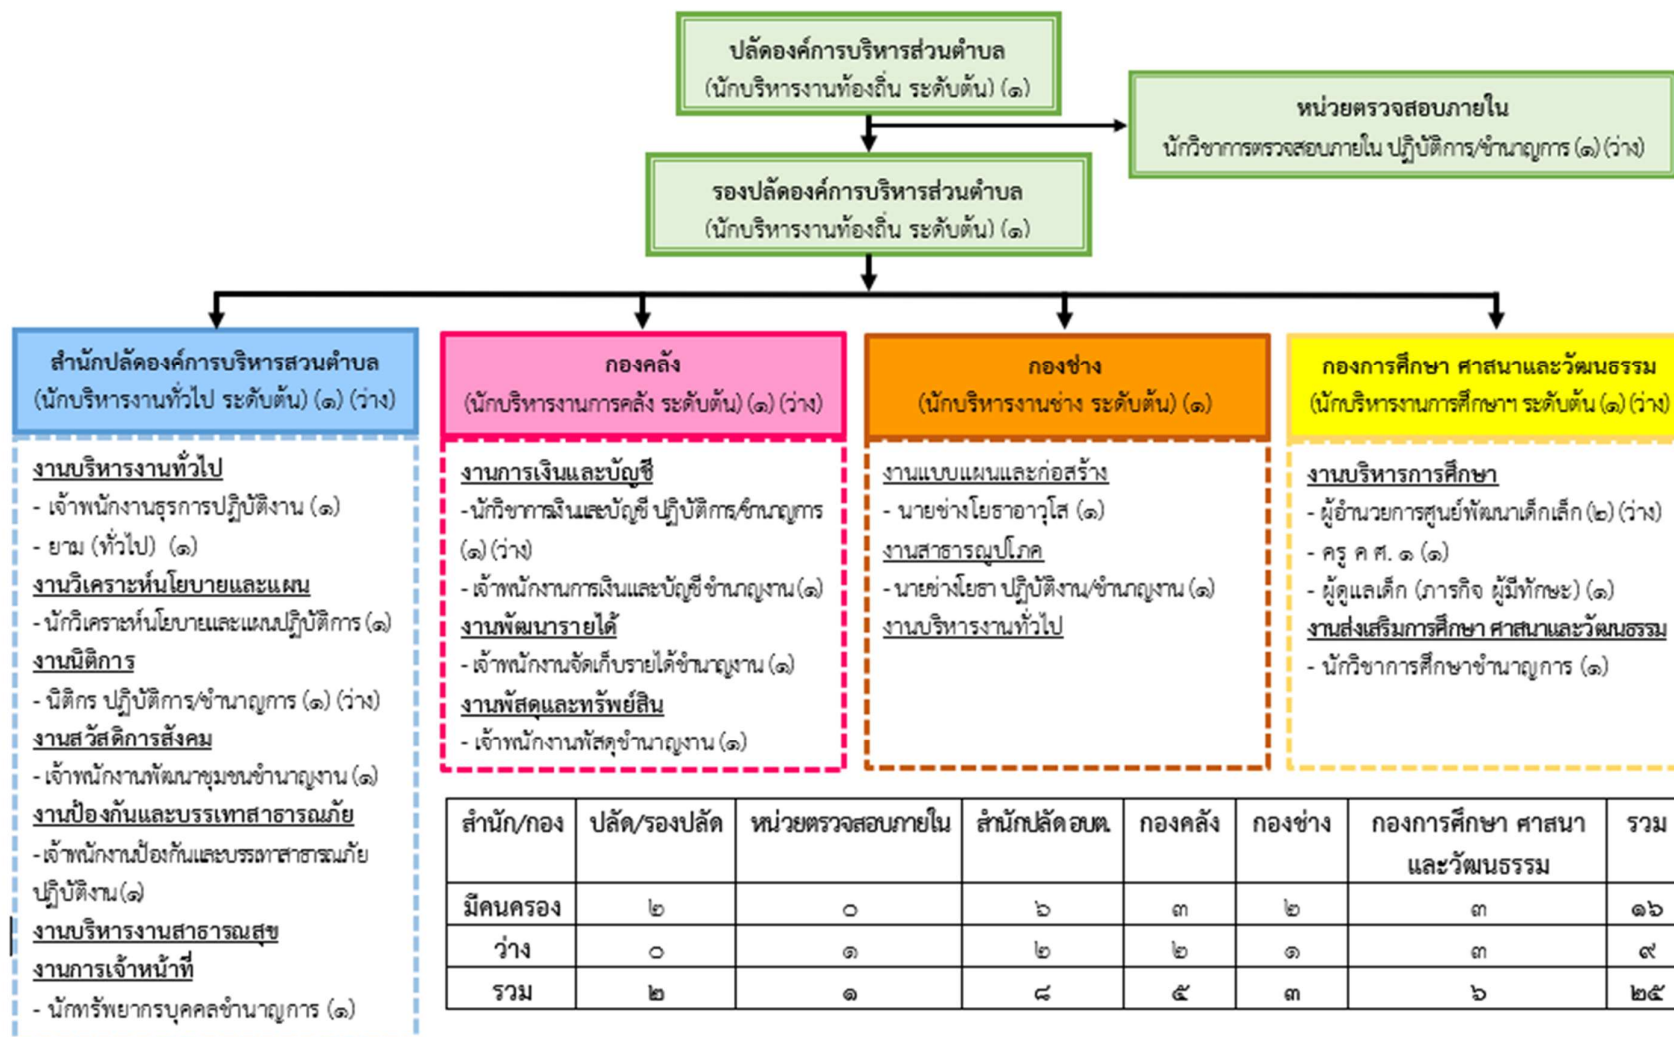 ปลัดองค์การบริหารส่วนตำบล
(นักบริหารงานท้องถิ่น ระดับต้น) (๑)
หน่วยตรวจสอบภายใน
นักวิชาการตรวจสอบภายใน ปฏิบัติการ/ชำนาญการ (๑) (ว่าง)
รองปลัดองค์การบริหารส่วนตำบล
(นักบริหารงานท้องถิ่น ระดับต้น) (๑)
สำนักปลัดองค์การบริหารสวนตำบล
(นักบริหารงานทั่วไป ระดับต้น) (๑) (ว่าง)
งานบริหารงานทั่วไป
- เจ้าพนักงานธุรการปฏิบัติงาน (๑)
- ยาม (ทั่วไป) (๑)
งานวิเคราะห์นโยบายและแผน
- นักวิเคราะห์นโยบายและแผนปฏิบัติการ (๑)
งานนิติการ
- นิติกร ปฏิบัติการ/ชำนาญการ (๑) (ว่าง)
งานสวัสดิการสังคม
- เจ้าพนักงานพัฒนาชุมชนชำนาญงาน (๑)
งานป้องกันและบรรเทาสาธารณภัย
-เจ้าพนักงานป้องกันและบรรเทาสาธารณภัย
ปฏิบัติงาน (๑)
งานบริหารงานสาธารณสุข
งานการเจ้าหน้าที่
- นักทรัพยากรบุคคลชำนาญการ (๑)
กองคลัง
(นักบริหารงานการคลัง ระดับต้น) (๑) (ว่าง)
งานการเงินและบัญชี
-นักวิชาการเงินและบัญชี ปฏิบัติการ/ชำนาญการ
(๑) (ว่าง)
- เจ้าพนักงานการเงินและบัญชี ชำนาญงาน (๑)
งานพัฒนารายได้
- เจ้าพนักงานจัดเก็บรายได้ชำนาญงาน (๑)
งานพัสดุและทรัพย์สิน
- เจ้าพนักงานพัสดุชำนาญงาน (๑)
กองช่าง
(นักบริหารงานช่าง ระดับต้น) (๑)
งานแบบแผนและก่อสร้าง
- นายช่างโยธาอาวุโส (๑)
งานสาธารณูปโภค
- นายช่างโยธา ปฏิบัติงาน/ชำนาญงาน (๑)
งานบริหารงานทั่วไป
กองการศึกษา ศาสนาและวัฒนธรรม
(นักบริหารงานการศึกษาฯ ระดับต้น (๑) (ว่าง)
งานบริหารการศึกษา
- ผู้อำนวยการศูนย์พัฒนาเด็กเล็ก (๒) (ว่าง)
- ครู ค ศ. ๑ (๑)
- ผู้ดูแลเด็ก (ภารกิจ ผู้มีทักษะ) (๑)
งานส่งเสริมการศึกษา ศาสนาและวัฒนธรรม
- นักวิชาการศึกษาชำนาญการ (๑)
สำนัก/กอง ปลัด/รองปลัด หน่วยตรวจสอบภายใน สำนักปลัด อบต. กองคลัง กองช่าง กองการศึกษา ศาสนา รวม
และวัฒนธรรม
มีคนครอง ๒ ๐ ๖ ๓ ๒ ๓ ๑๖
ว่าง ๐ ๑ ๒ ๒ ๑ ๓ ๙
รวม ๒ ๑ ๘ ๕ ๓ ๖ ๒๕